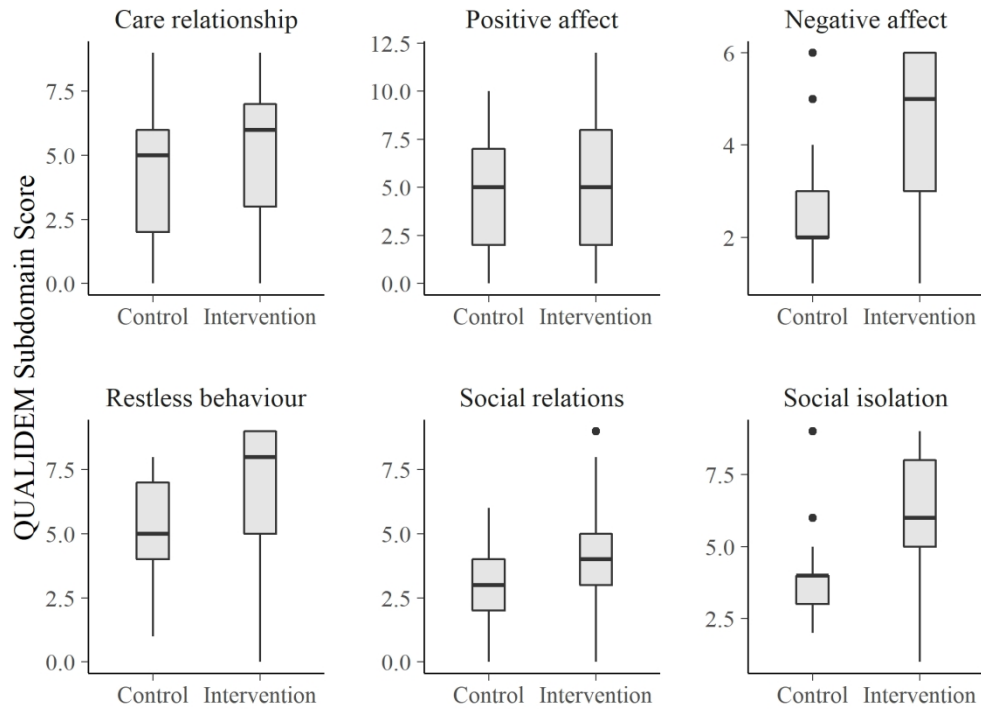 Care relationship
Positive affect
Negative affect
QUALIDEM Subdomain Score
7.5
5.0
2.5
0.0
Control Intervention
12.5
10.0
7.5
5.0
2.5
0.0
Control Intervention
6
4
2
Control Intervention
Restless behaviour
Social relations
Social isolation
7.5
5.0
2.5
0.0
Control Intervention
7.5
5.0
2.5
0.0
Control Intervention
7.5
5.0
2.5
Control Intervention